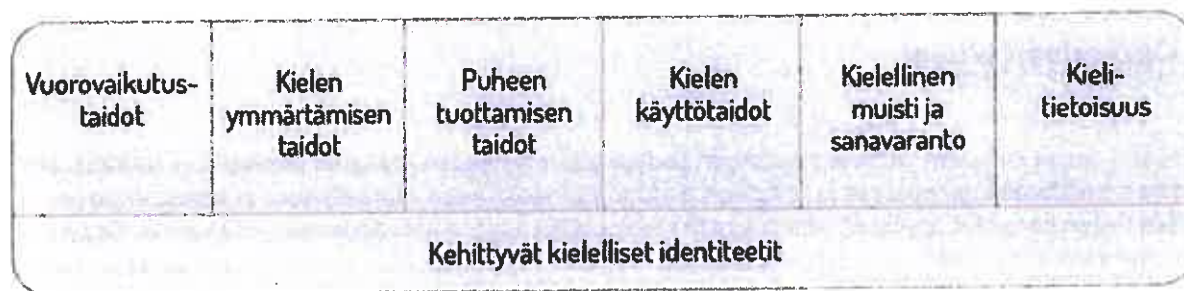 Vuorovaikutus-
taidot
Kielen
ymmärtämisen
taidot
Puheen
tuottamisen
taidot
Kielen
käyttötaidot
Kielellinen
muisti ja
sanavaranto
Kieli-
tietoisuus
Kehittyvät kielelliset identiteetit